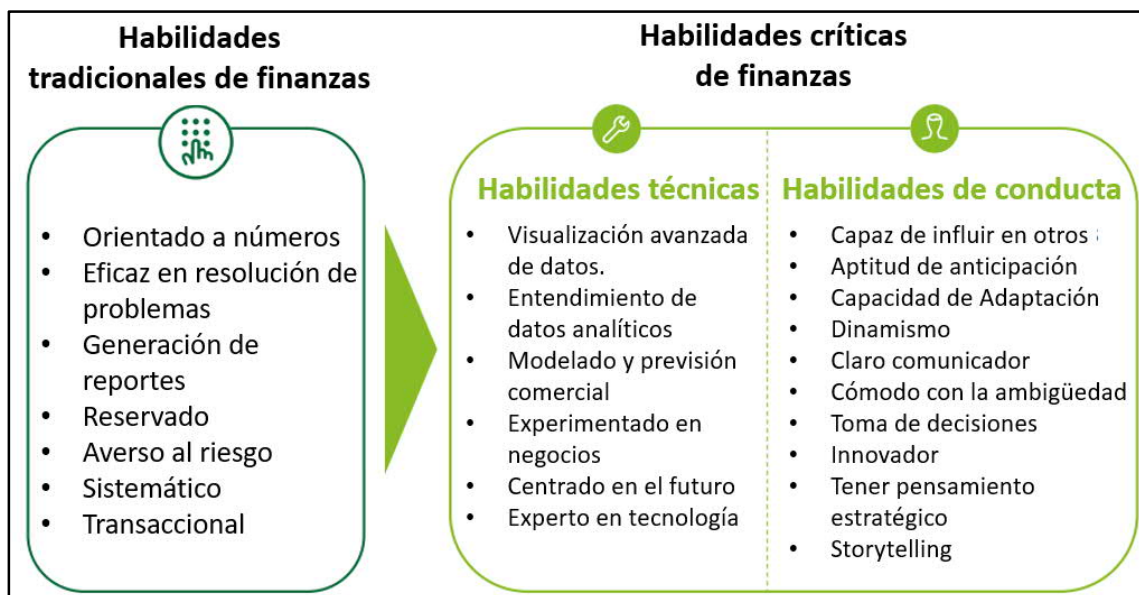 Habilidades
tradicionales de finanzas
• Orientado a números
• Eficaz en resolución de
problemas
• Generación de
reportes
• Reservado
• Averso al riesgo
• Sistemático
• Transaccional
Habilidades críticas
de finanzas
Habilidades técnicas
• Visualización avanzada
de datos.
• Entendimiento de
datos analíticos
• Modelado y previsión
comercial
• Experimentado en
negocios
• Centrado en el futuro
• Experto en tecnología
Habilidades de conducta
• Capaz de influir en otros
• Aptitud de anticipación
• Capacidad de Adaptación
• Dinamismo
• Claro comunicador
• Cómodo con la ambigüedad
• Toma de decisiones
• Innovador
• Tener pensamiento
estratégico
• Storytelling